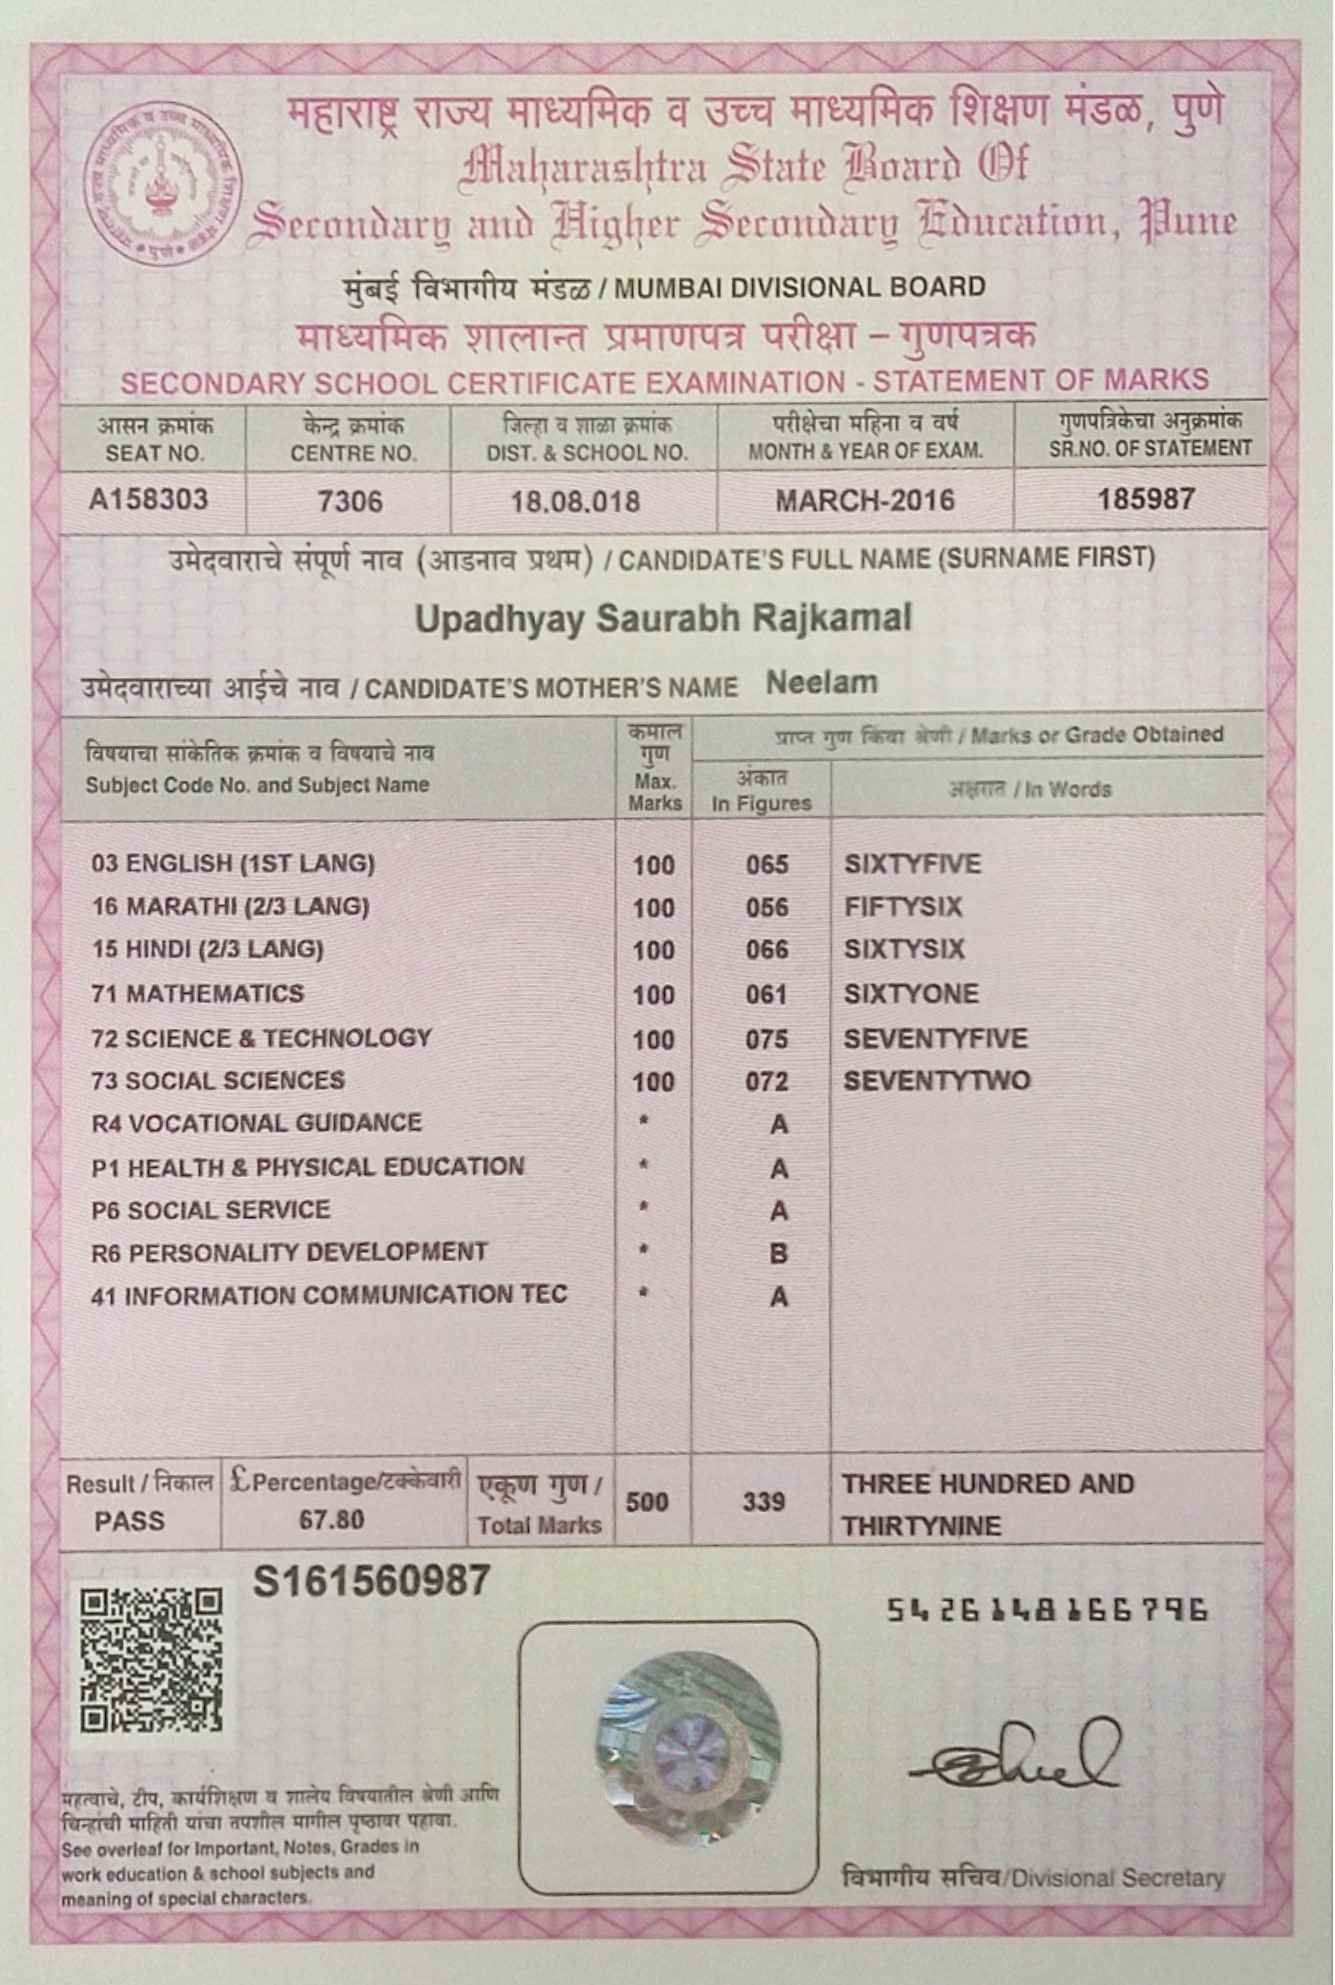 महाराष्ट्र राज्य माध्यमिक व उच्च माध्यमिक शिक्षण मंडळ, पुणे
Maharashtra State Board Of
Secondary and Higher Secondary Education, Pune
मुंबई विभागीय मंडळ / MUMBAI DIVISIONAL BOARD
माध्यमिक शालान्त प्रमाणपत्र परीक्षा – गुणपत्रक
SECONDARY SCHOOL CERTIFICATE EXAMINATION - STATEMENT OF MARKS
आसन क्रमांक केन्द्र क्रमांक जिल्हा व शाळा क्रमांक परीक्षेचा महिना व वर्ष गुणपत्रिकेचा अनुक्रमांक
SEAT NO. CENTRE NO. DIST. & SCHOOL NO. MONTH & YEAR OF EXAM. SR.NO. OF STATEMENT
A158303 7306 18.08.018 MARCH-2016 185987
उमेदवाराचे संपूर्ण नाव (आडनाव प्रथम) / CANDIDATE'S FULL NAME (SURNAME FIRST)
Upadhyay Saurabh Rajkamal
उमेदवाराच्या आईचे नाव / CANDIDATE'S MOTHER'S NAME Neelam
विषयाचा सांकेतिक क्रमांक व विषयाचे नाव
Subject Code No. and Subject Name
कमाल
गुण
Max.
Marks
प्राप्त गुण किंवा श्रेणी / Marks or Grade Obtained
अंकात
In Figures
अक्षरात / In Words
03 ENGLISH (1ST LANG) 100 065 SIXTYFIVE
16 MARATHI (2/3 LANG) 100 056 FIFTYSIX
15 HINDI (2/3 LANG) 100 066 SIXTYSIX
71 MATHEMATICS 100 061 SIXTYONE
72 SCIENCE & TECHNOLOGY 100 075 SEVENTYFIVE
73 SOCIAL SCIENCES 100 072 SEVENTYTWO
R4 VOCATIONAL GUIDANCE * A
P1 HEALTH & PHYSICAL EDUCATION * A
P6 SOCIAL SERVICE * A
R6 PERSONALITY DEVELOPMENT * B
41 INFORMATION COMMUNICATION TEC * A
Result / निकाल
PASS
£Percentage/टक्केवारी
67.80
एकूण गुण /
Total Marks
500 339
THREE HUNDRED AND
THIRTYNINE
S161560987
5426148166796
महत्वाचे, टीप, कार्यशिक्षण व शालेय विषयातील श्रेणी आणि
चिन्हांची माहिती यांचा तपशील मागील पृष्ठावर पहावा.
See overleaf for Important, Notes, Grades in
work education & school subjects and
meaning of special characters.
विभागीय सचिव/Divisional Secretary